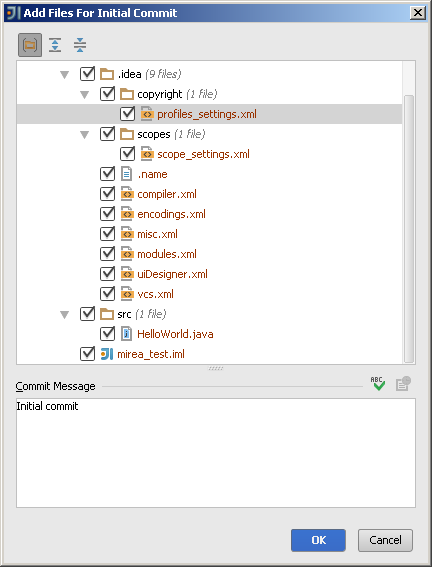 Add Files For Initial Commit
.idea (9 files)
copyright (1 file)
profiles_settings.xml
scopes (1 file)
scope_settings.xml
.name
compiler.xml
encodings.xml
misc.xml
modules.xml
uiDesigner.xml
vcs.xml
src (1 file)
HelloWorld.java
mirea_test.iml
Commit Message
ABC
Initial commit
OK
Cancel